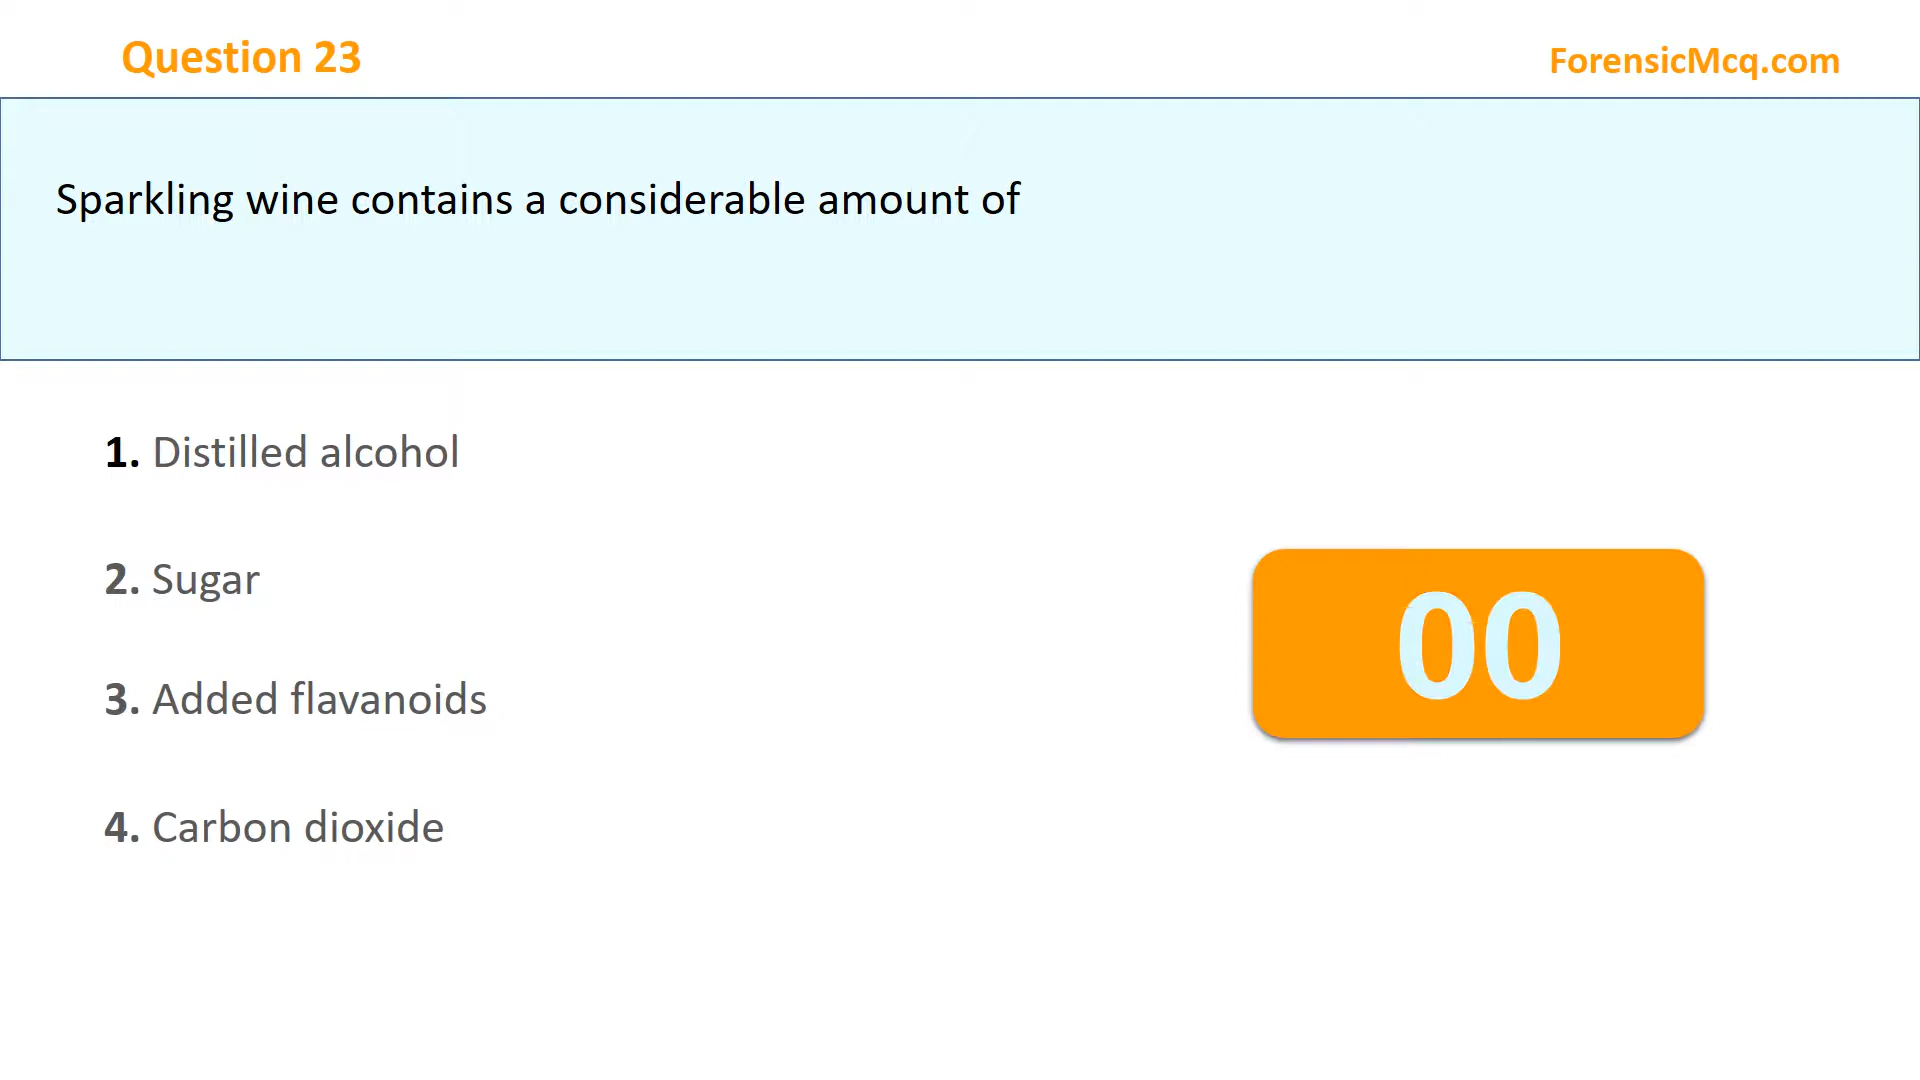 Question 23
ForensicMcq.com
Sparkling wine contains a considerable amount of
1. Distilled alcohol
2. Sugar
3. Added flavanoids
4. Carbon dioxide
00